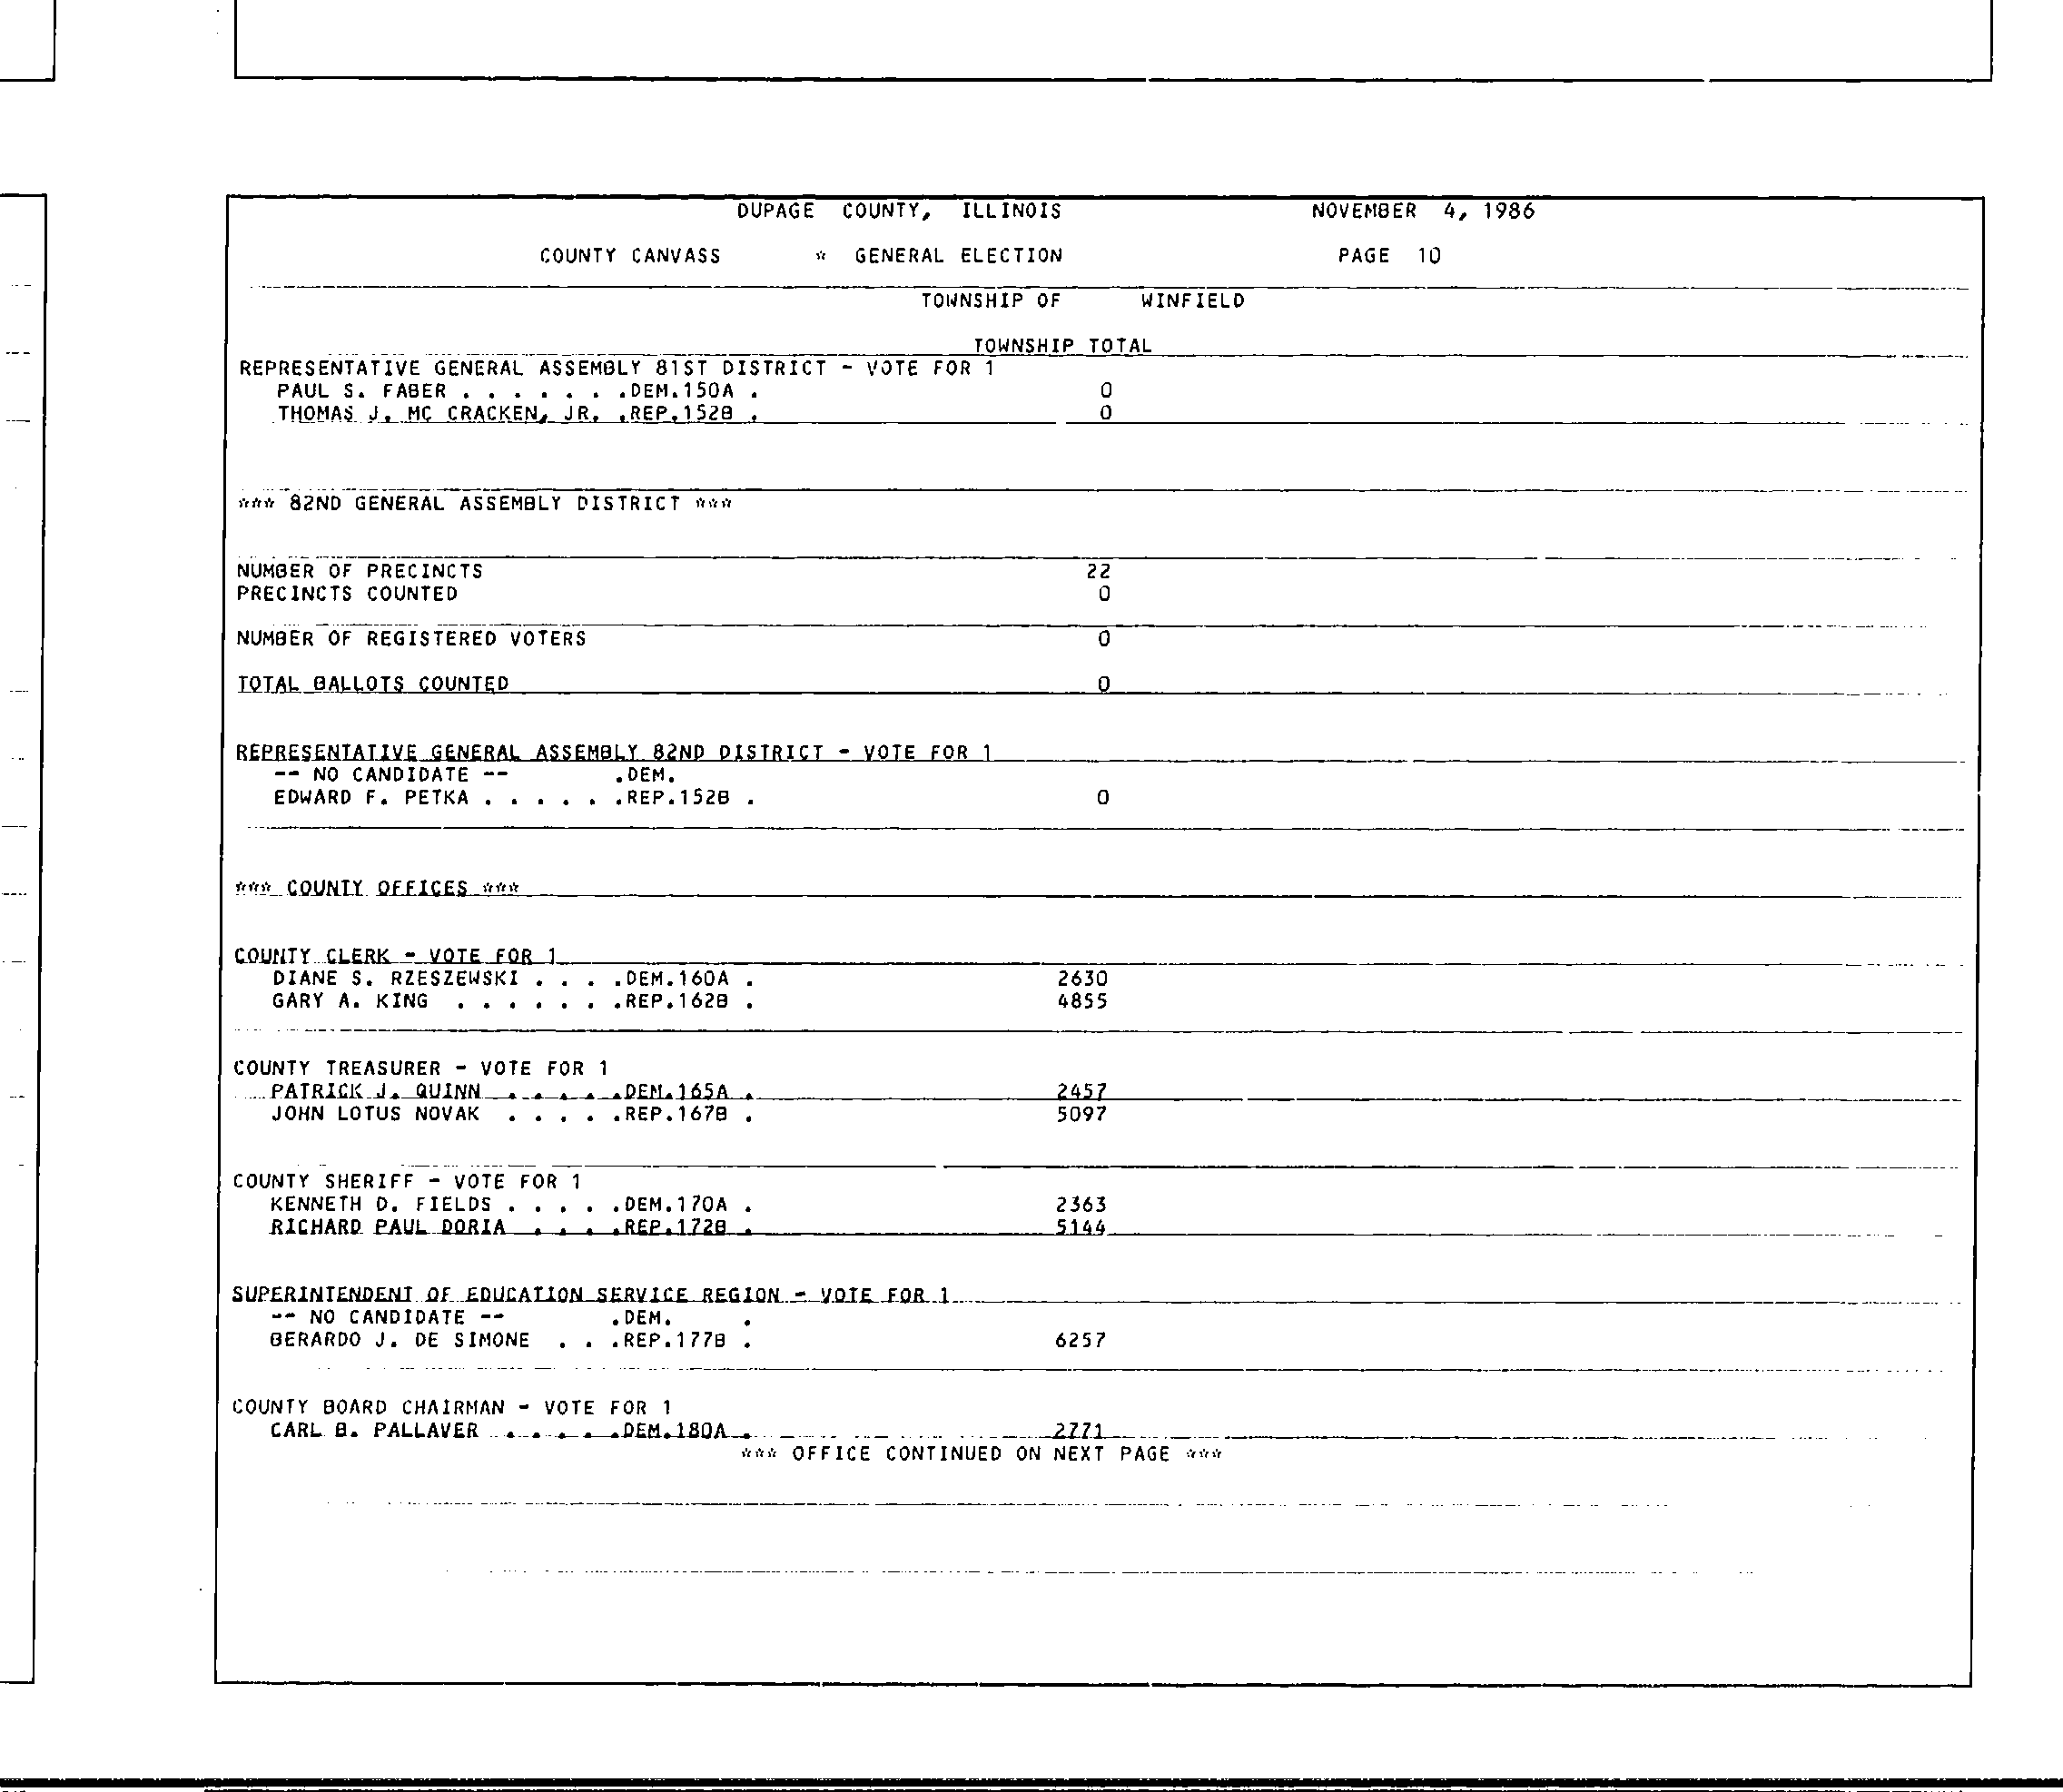 DUPAGE COUNTY, ILLINOIS NOVEMBER 4, 1986
COUNTY CANVASS * GENERAL ELECTION PAGE 10
TOWNSHIP OF WINFIELD
TOWNSHIP TOTAL
REPRESENTATIVE GENERAL ASSEMBLY 81ST DISTRICT - VOTE FOR 1
PAUL S. FABER . . . . . . .DEM.150A . 0
THOMAS J. MC CRACKEN, JR. .REP.152B . 0
*** 82ND GENERAL ASSEMBLY DISTRICT ***
NUMBER OF PRECINCTS 22
PRECINCTS COUNTED 0
NUMBER OF REGISTERED VOTERS 0
TOTAL BALLOTS COUNTED 0
REPRESENTATIVE GENERAL ASSEMBLY 82ND DISTRICT - VOTE FOR 1
-- NO CANDIDATE -- .DEM.
EDWARD F. PETKA . . . . . .REP.152B . 0
*** COUNTY OFFICES ***
COUNTY CLERK - VOTE FOR 1
DIANE S. RZESZEWSKI . . . .DEM.160A . 2630
GARY A. KING . . . . . . .REP.162B . 4855
COUNTY TREASURER - VOTE FOR 1
PATRICK J. QUINN . . . . .DEM.165A . 2457
JOHN LOTUS NOVAK . . . . .REP.167B . 5097
COUNTY SHERIFF - VOTE FOR 1
KENNETH D. FIELDS . . . . .DEM.170A . 2363
RICHARD PAUL DORIA . . . .REP.172B . 5144
SUPERINTENDENT OF EDUCATION SERVICE REGION - VOTE FOR 1
-- NO CANDIDATE -- .DEM. .
BERARDO J. DE SIMONE . . .REP.177B . 6257
COUNTY BOARD CHAIRMAN - VOTE FOR 1
CARL B. PALLAVER . . . . .DEM.180A . 2771
*** OFFICE CONTINUED ON NEXT PAGE ***